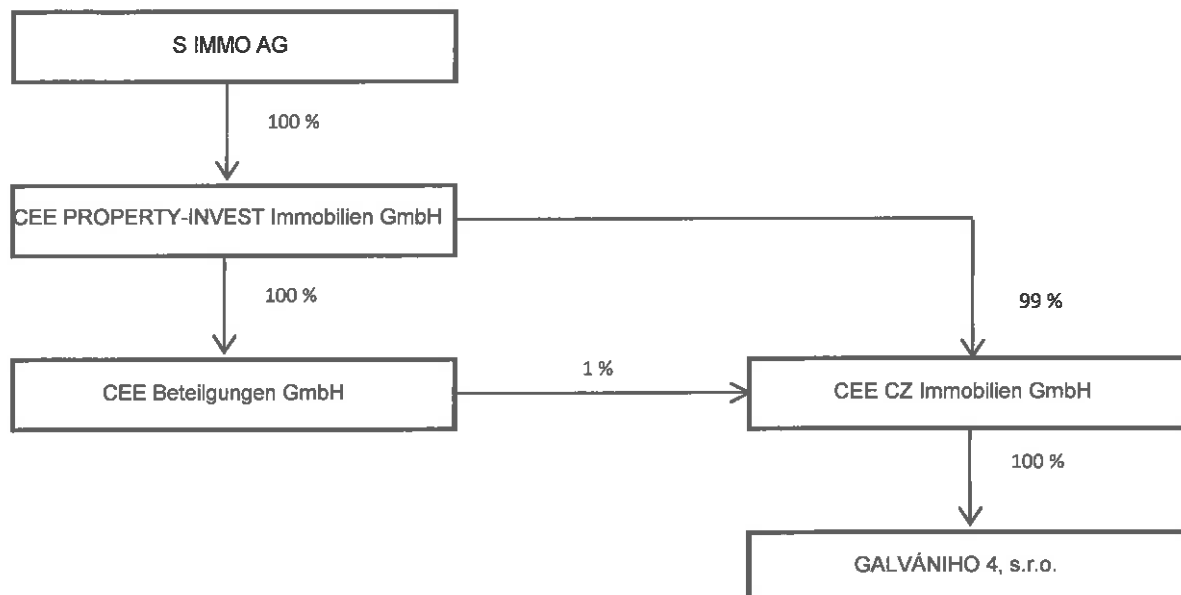 S IMMO AG
100 %
CEE PROPERTY-INVEST Immobilien GmbH
100 %
99 %
CEE Beteilgungen GmbH
1 %
CEE CZ Immobilien GmbH
100 %
GALVÁNIHO 4, s.r.o.